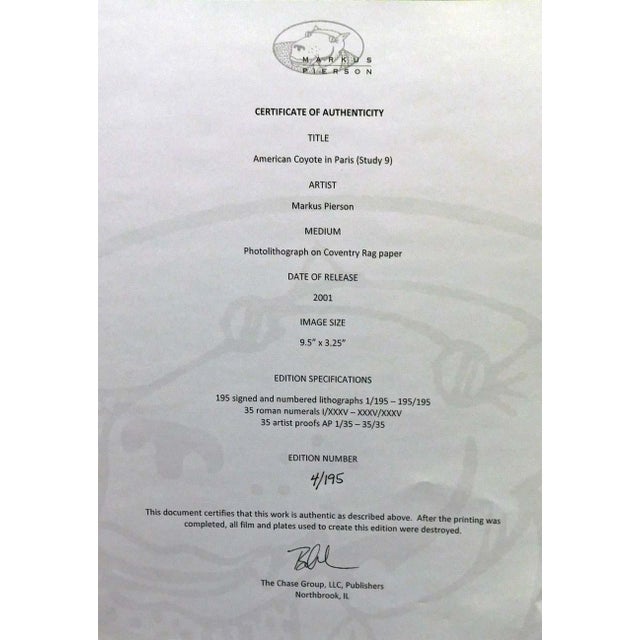 MARKUS
PIERSON
CERTIFICATE OF AUTHENTICITY
TITLE
American Coyote in Paris (Study 9)
ARTIST
Markus Pierson
MEDIUM
Photolithograph on Coventry Rag paper
DATE OF RELEASE
2001
IMAGE SIZE
9.5” x 3.25”
EDITION SPECIFICATIONS
195 signed and numbered lithographs 1/195 – 195/195
35 roman numerals I/XXXV – XXXV/XXXV
35 artist proofs AP 1/35 – 35/35
EDITION NUMBER
4/195
This document certifies that this work is authentic as described above. After the printing was
completed, all film and plates used to create this edition were destroyed.
The Chase Group, LLC, Publishers
Northbrook, IL